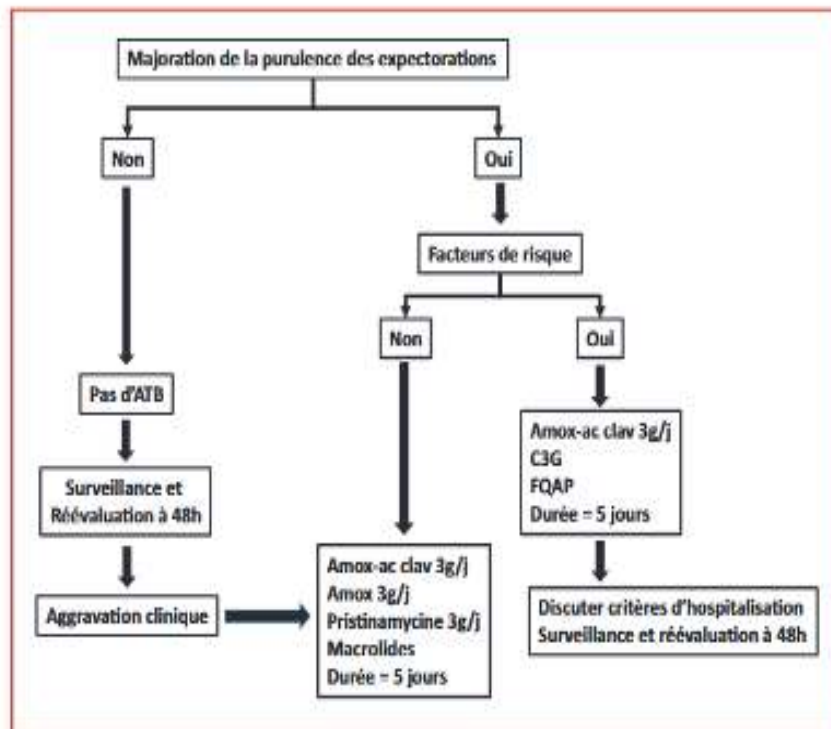 Majoration de la purulence des expectorations
Non
Oui
Facteurs de risque
Non
Oui
Pas d'ATB
Surveillance et
Réévaluation à 48h
Aggravation clinique
Amox-ac clav 3g/j
Amox 3g/j
Pristinamycine 3g/j
Macrolides
Durée = 5 jours
Amox-ac clav 3g/j
C3G
FQAP
Durée = 5 jours
Discuter critères d'hospitalisation
Surveillance et réévaluation à 48h